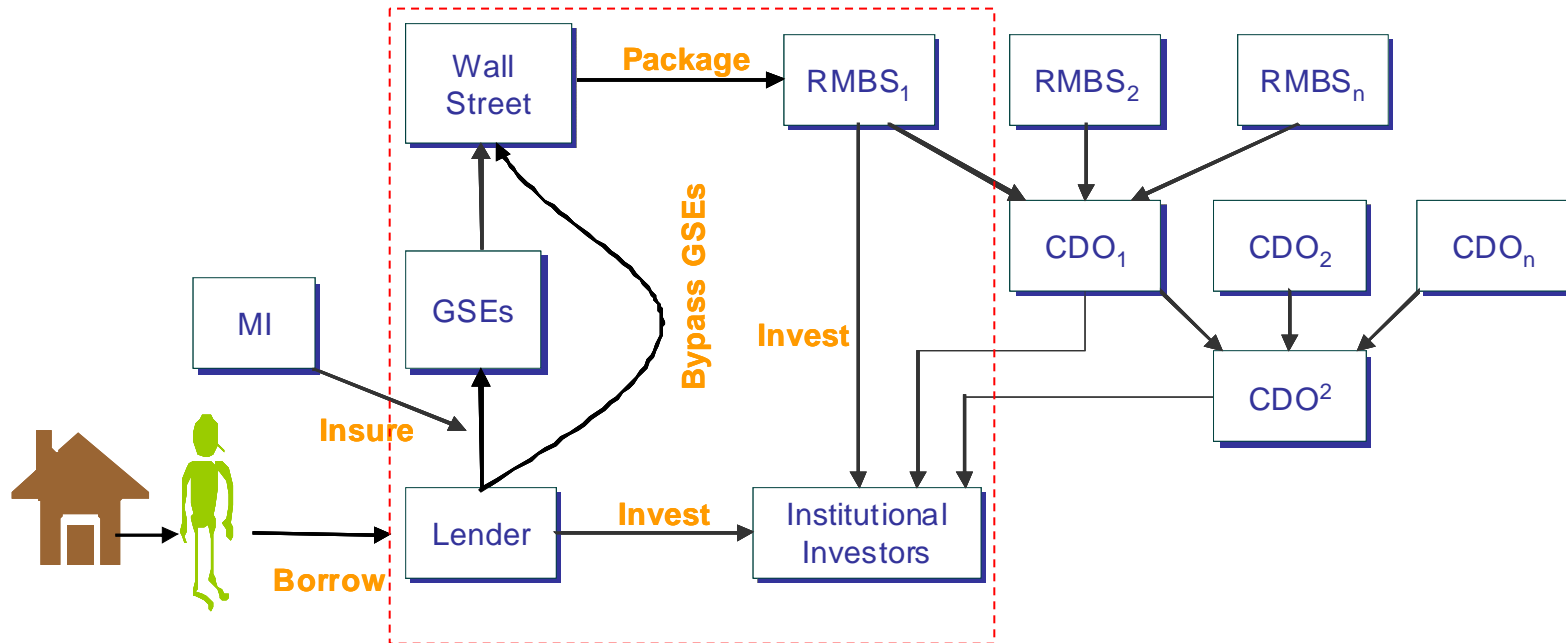 Wall
Street
Package
RMBS₁
RMBS₂
RMBSₙ
Bypass GSEs
CDO₁
CDO₂
CDOₙ
MI
GSEs
Invest
CDO²
Insure
Lender
Invest
Institutional
Investors
Borrow